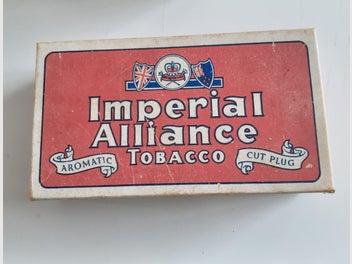 Imperial
Alliance
TOBACCO
AROMATIC
CUT PLUG